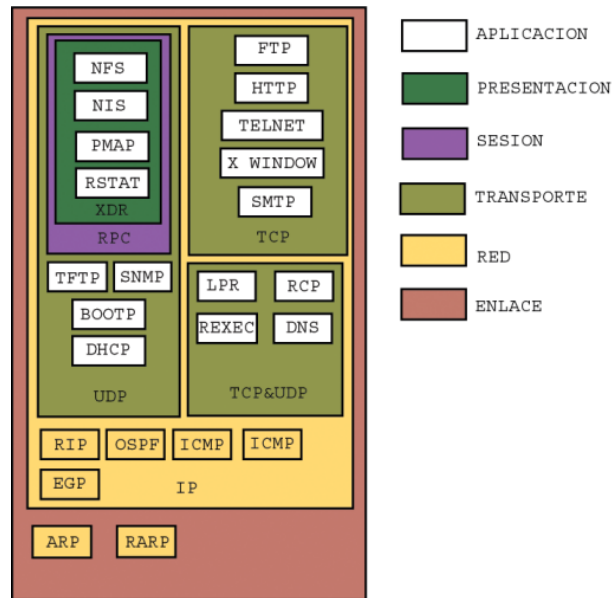 NFS
NIS
PMAP
RSTAT
XDR
RPC
TFTP SNMP
BOOTP
DHCP
UDP
FTP
HTTP
TELNET
X WINDOW
SMTP
TCP
LPR RCP
REXEC DNS
TCP&UDP
RIP OSPF ICMP ICMP
EGP IP
ARP RARP
APLICACION
PRESENTACION
SESION
TRANSPORTE
RED
ENLACE